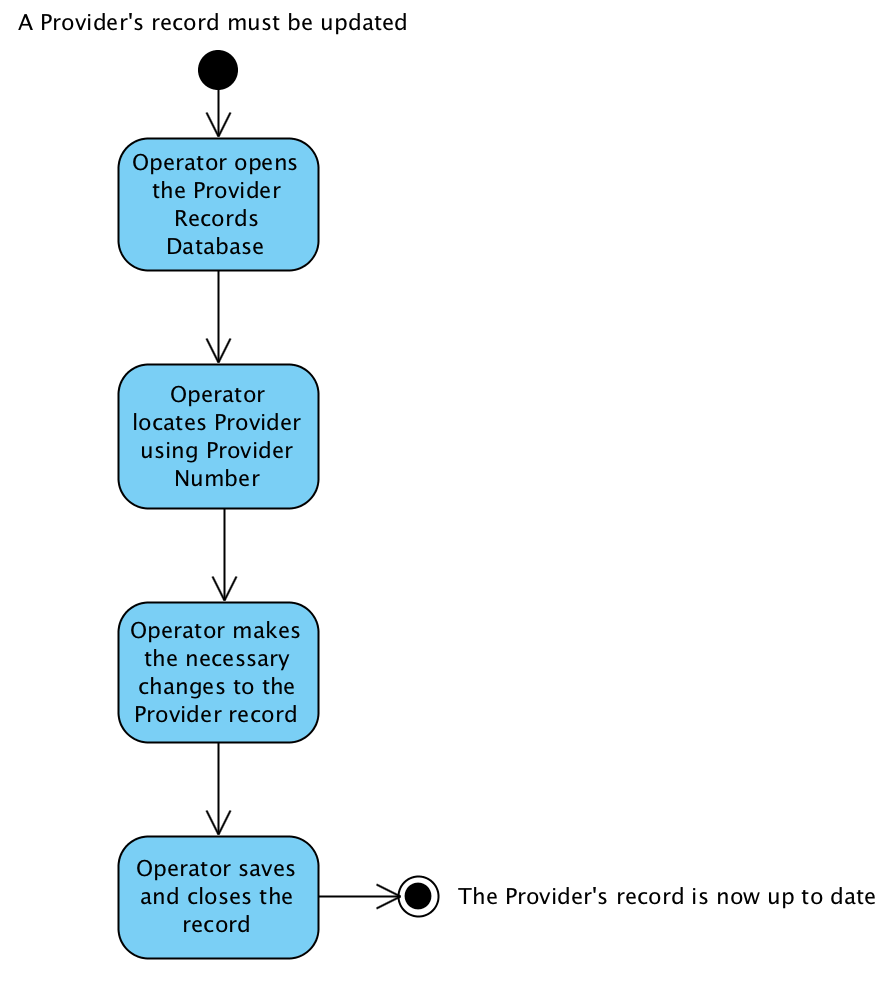 A Provider's record must be updated
Operator opens
the Provider
Records
Database
Operator
locates Provider
using Provider
Number
Operator makes
the necessary
changes to the
Provider record
Operator saves
and closes the
record
The Provider's record is now up to date